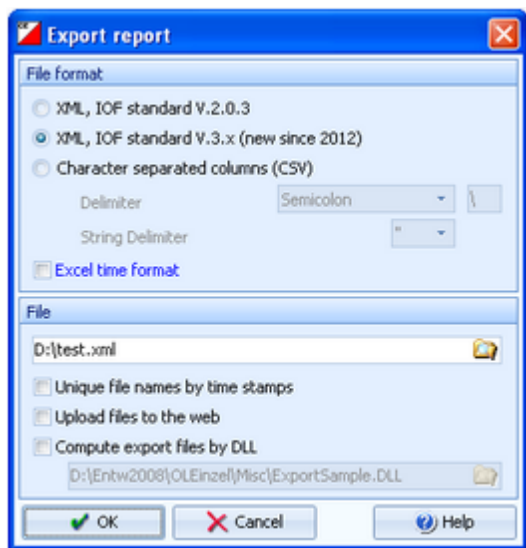 Export report
File format
XML, IOF standard V.2.0.3
XML, IOF standard V.3.x (new since 2012)
Character separated columns (CSV)
Delimiter Semicolon \
String Delimiter "
Excel time format
File
D:\test.xml
Unique file names by time stamps
Upload files to the web
Compute export files by DLL
D:\Entw2008\OLEinzel\Misc\ExportSample.DLL
OK Cancel Help